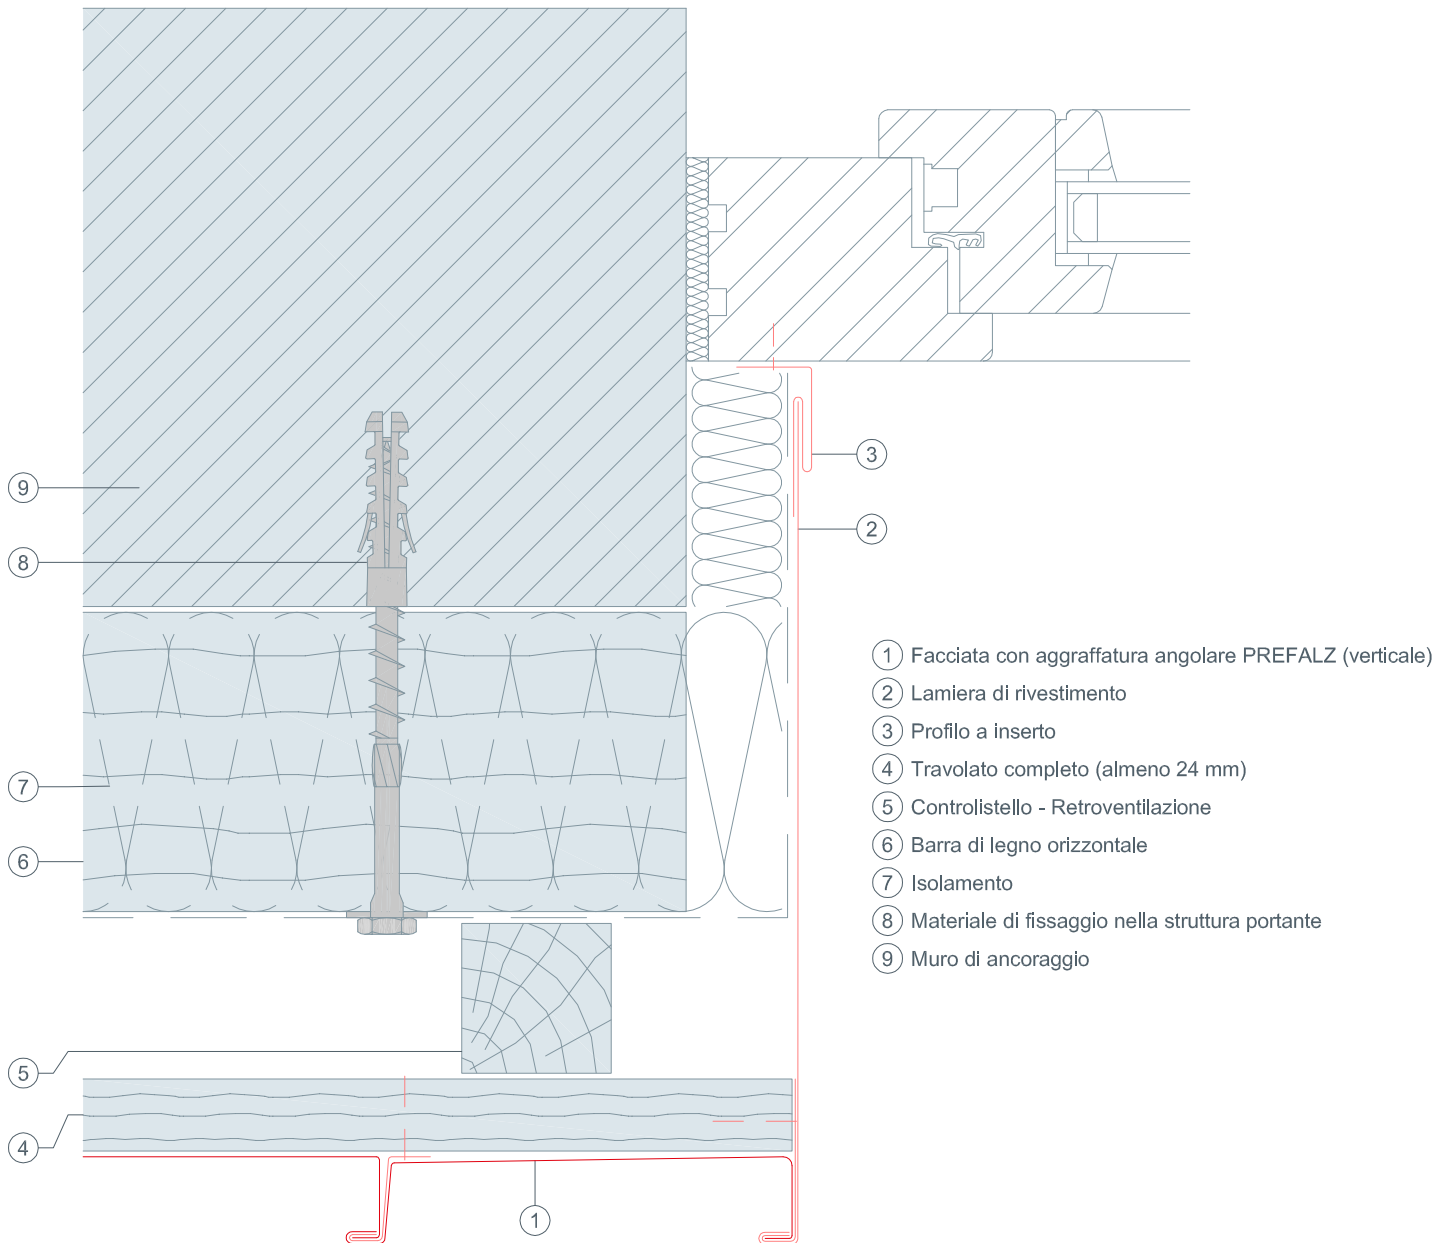 9
8
7
6
5
4
3
2
1
1 Facciata con aggraffatura angolare PREFALZ (verticale)
2 Lamiera di rivestimento
3 Profilo a inserto
4 Travolato completo (almeno 24 mm)
5 Controlistello - Retroventilazione
6 Barra di legno orizzontale
7 Isolamento
8 Materiale di fissaggio nella struttura portante
9 Muro di ancoraggio